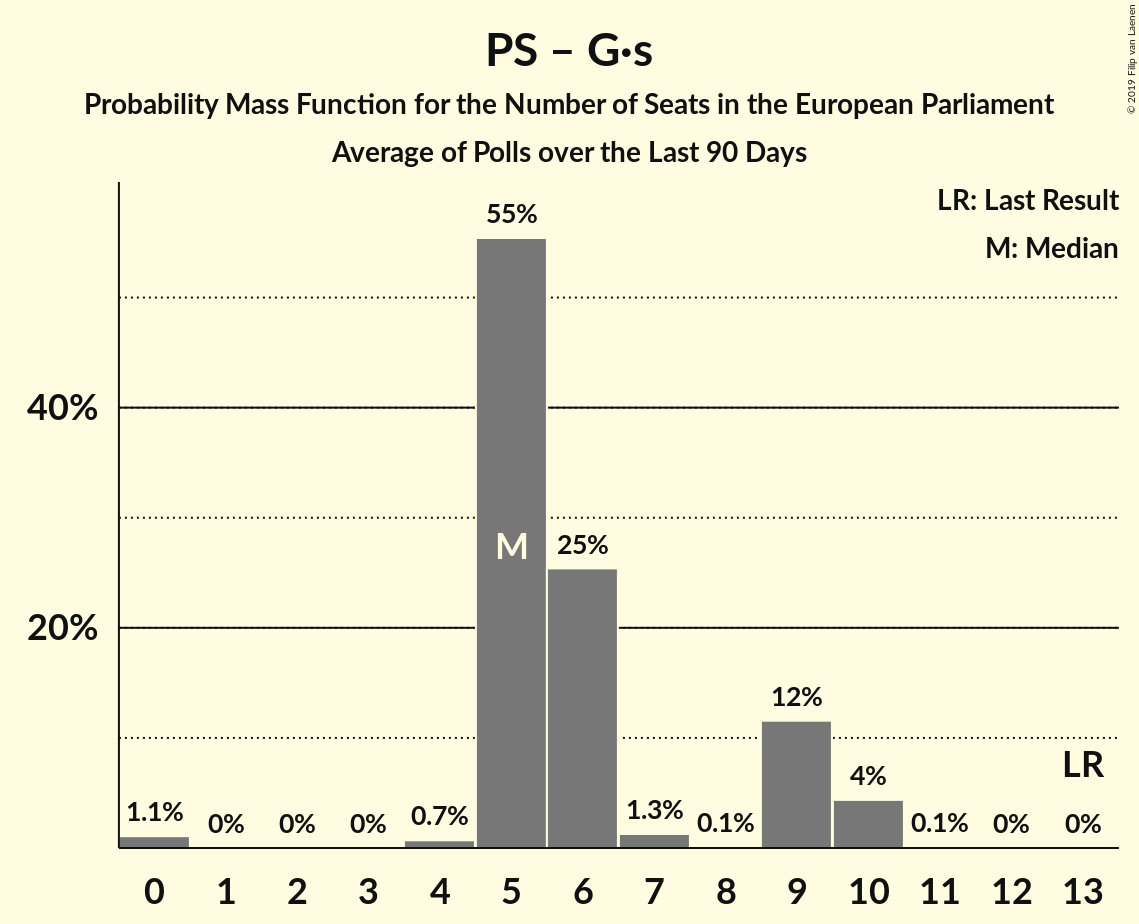 PS – G·s
Probability Mass Function for the Number of Seats in the European Parliament
Average of Polls over the Last 90 Days
© 2019 Filip van Laenen
LR: Last Result
M: Median
55%
40%
M
25%
20%
12%
LR
4%
1.1%
0%
0%
0%
0.7%
1.3%
0.1%
0.1%
0%
0%
0 1 2 3 4 5 6 7 8 9 10 11 12 13